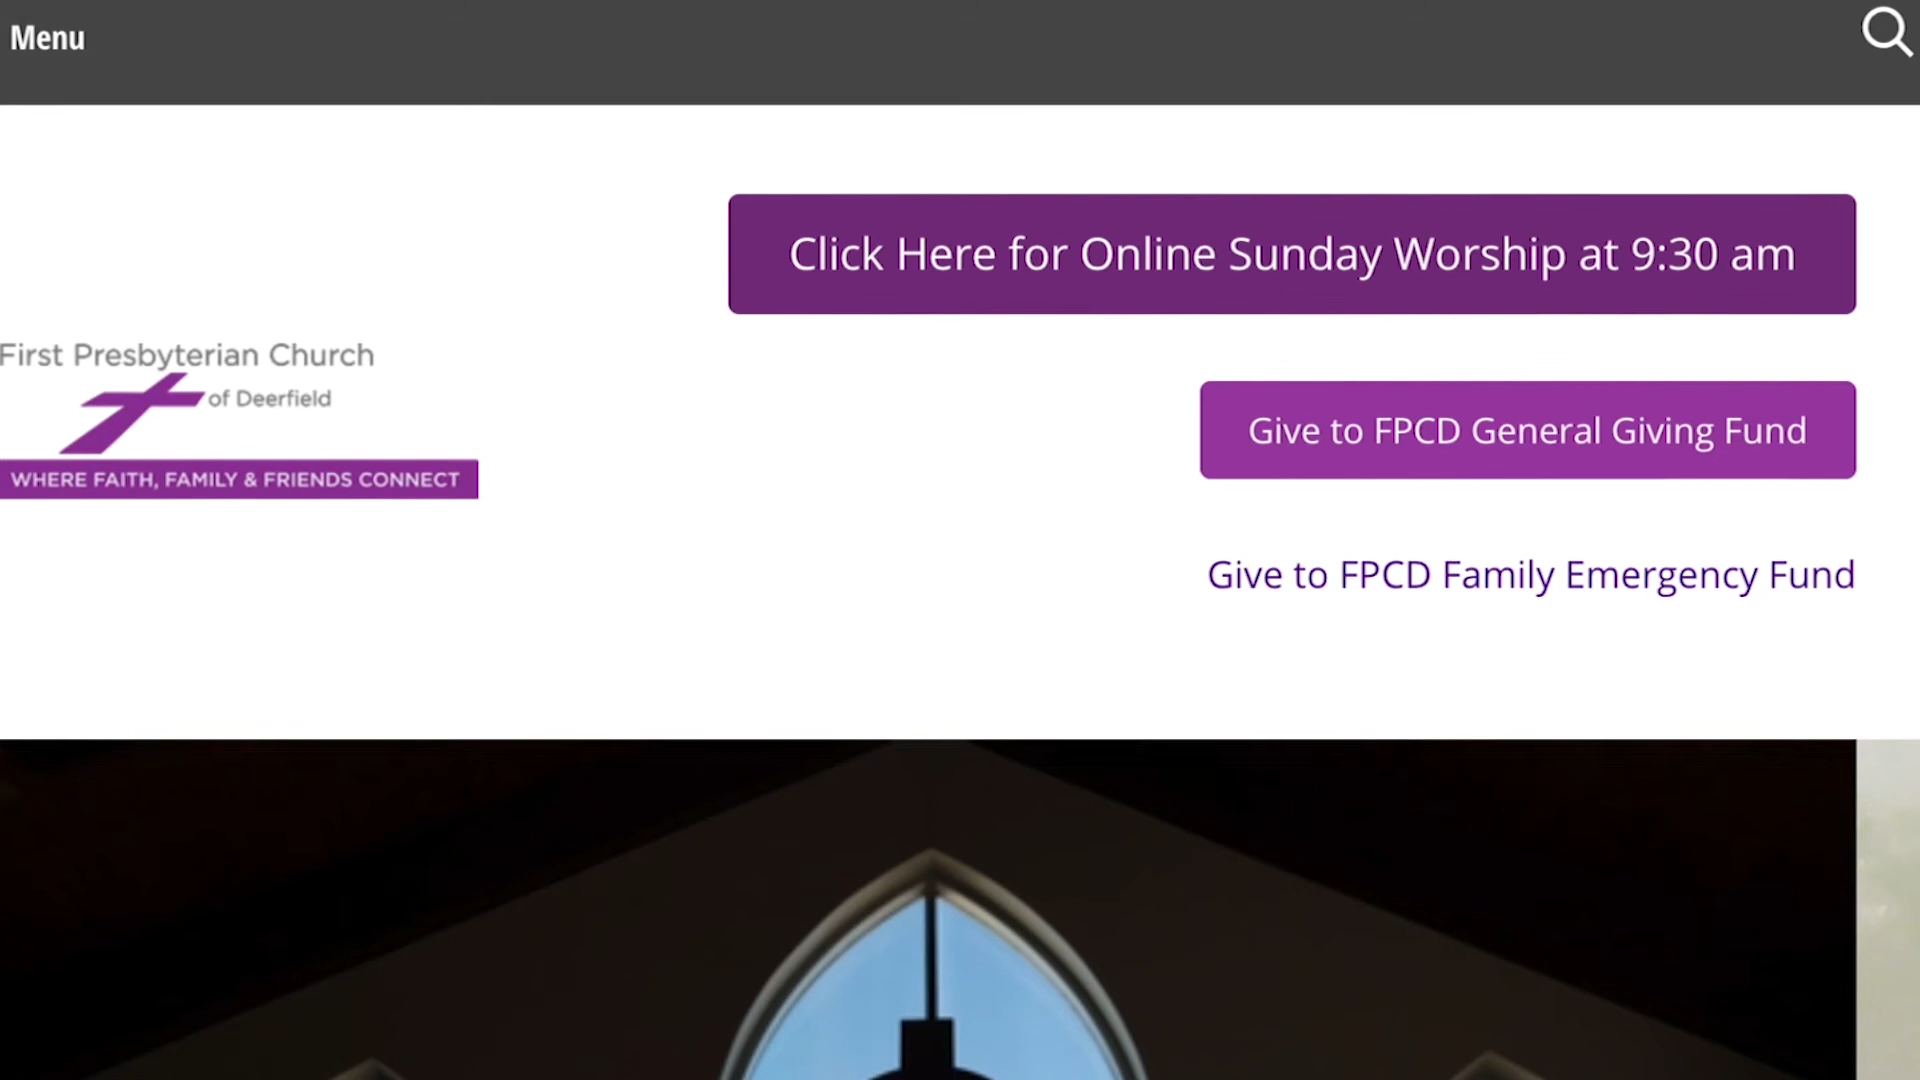 Menu
Click Here for Online Sunday Worship at 9:30 am
First Presbyterian Church
of Deerfield
WHERE FAITH, FAMILY & FRIENDS CONNECT
Give to FPCD General Giving Fund
Give to FPCD Family Emergency Fund